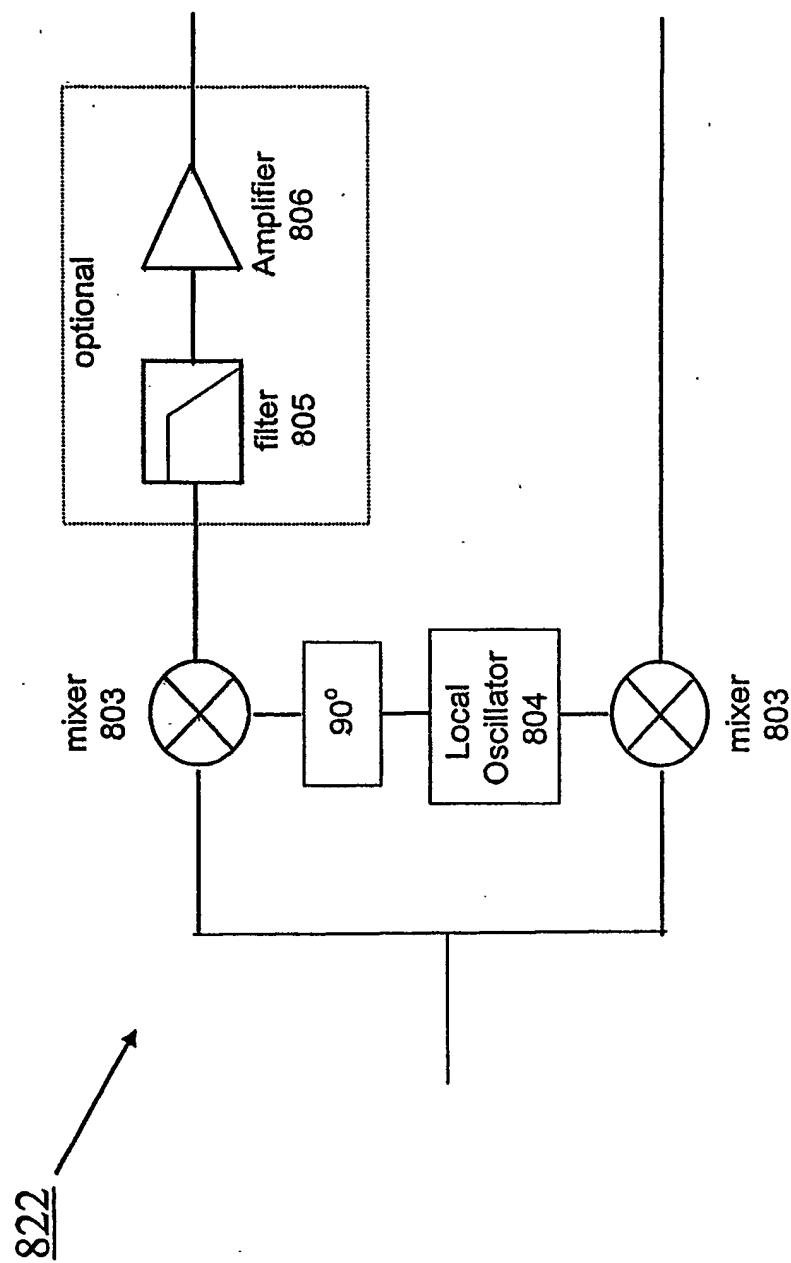 822
mixer
803
90°
Local
Oscillator
804
mixer
803
optional
filter
805
Amplifier
806